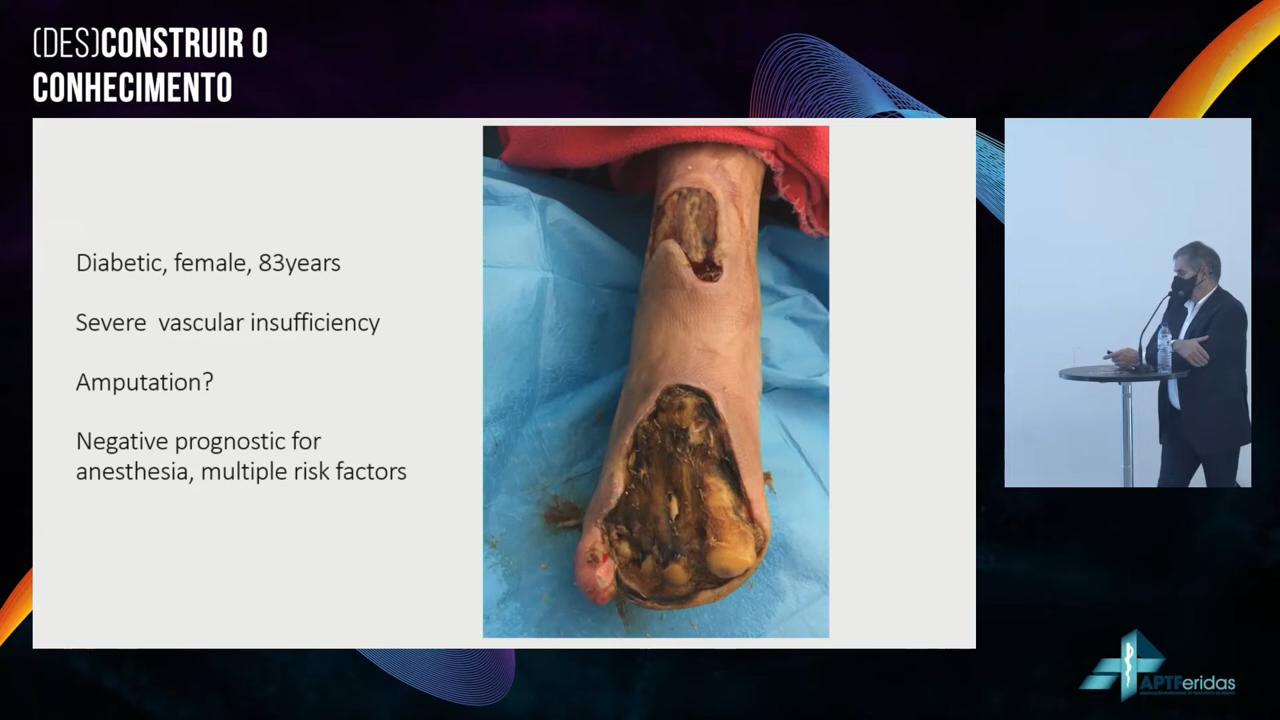 (DES)CONSTRUIR O
CONHECIMENTO
Diabetic, female, 83years
Severe vascular insufficiency
Amputation?
Negative prognostic for
anesthesia, multiple risk factors
APTFeridas